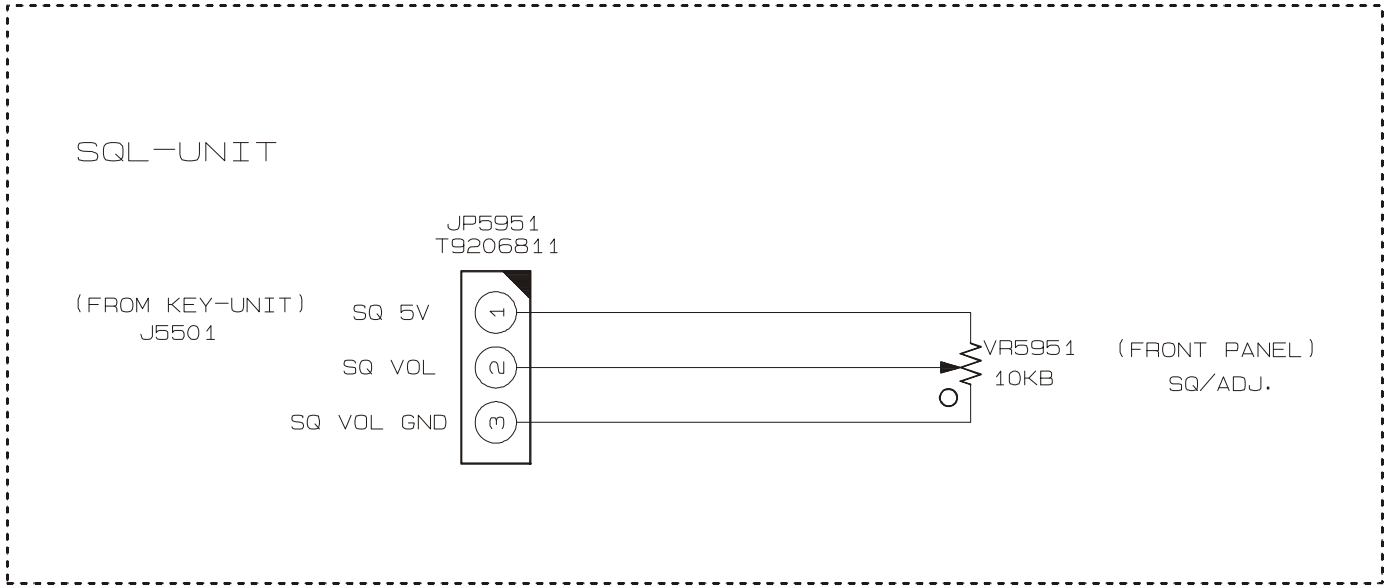 SQL-UNIT
JP5951
T9206811
(FROM KEY-UNIT)
J5501
SQ 5V
1
SQ VOL
2
SQ VOL GND
3
VR5951
10KB
(FRONT PANEL)
SQ/ADJ.